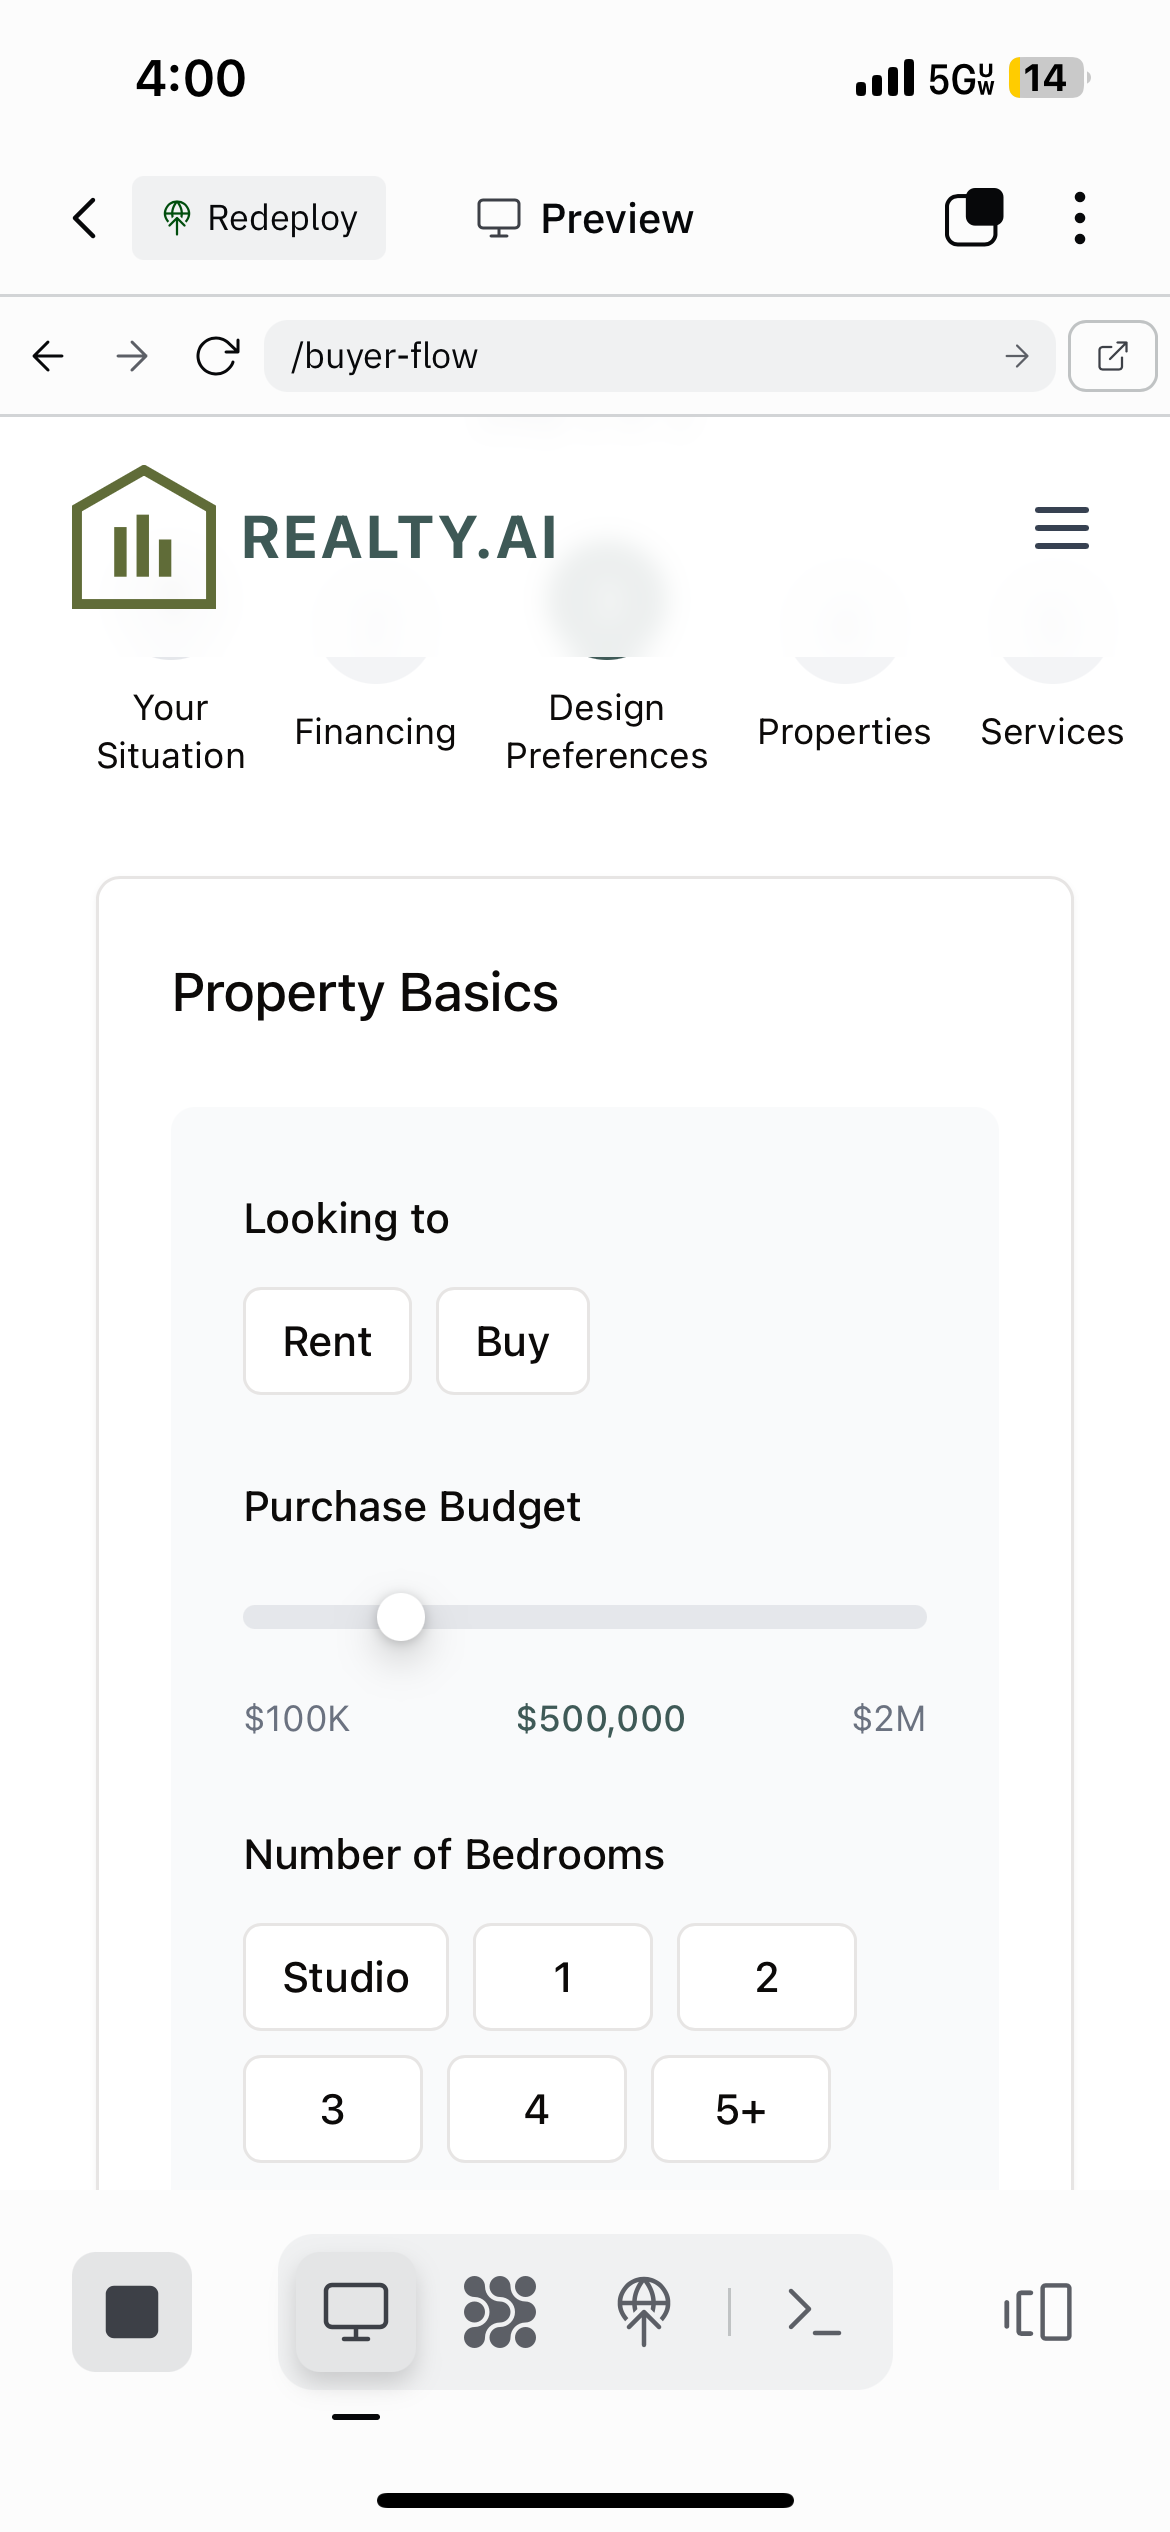 4:00
5G UW 14
Redeploy
Preview
/buyer-flow
REALTY.AI
Your Situation
Financing
Design Preferences
Properties
Services
Property Basics
Looking to
Rent
Buy
Purchase Budget
$100K
$500,000
$2M
Number of Bedrooms
Studio
1
2
3
4
5+